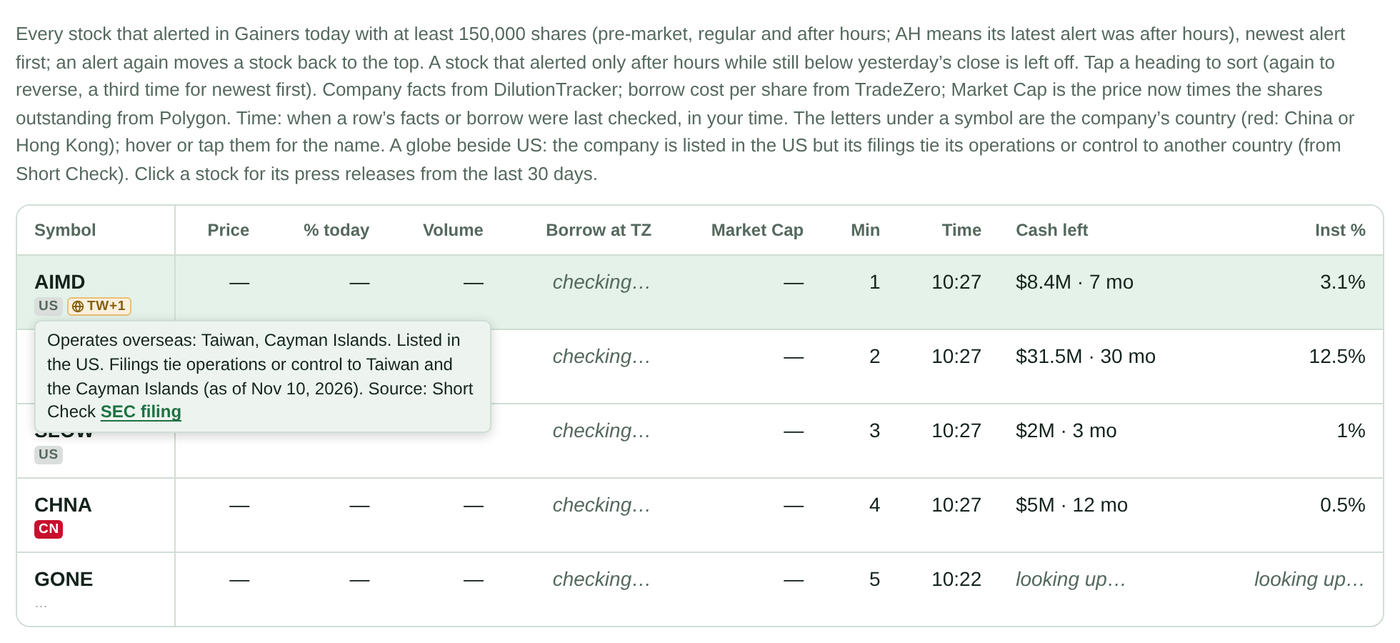 Every stock that alerted in Gainers today with at least 150,000 shares (pre-market, regular and after hours; AH means its latest alert was after hours), newest alert
first; an alert again moves a stock back to the top. A stock that alerted only after hours while still below yesterday’s close is left off. Tap a heading to sort (again to
reverse, a third time for newest first). Company facts from DilutionTracker; borrow cost per share from TradeZero; Market Cap is the price now times the shares
outstanding from Polygon. Time: when a row’s facts or borrow were last checked, in your time. The letters under a symbol are the company’s country (red: China or
Hong Kong); hover or tap them for the name. A globe beside US: the company is listed in the US but its filings tie its operations or control to another country (from
Short Check). Click a stock for its press releases from the last 30 days.
Symbol Price % today Volume Borrow at TZ Market Cap Min Time Cash left Inst %
AIMD — — — checking… — 1 10:27 $8.4M · 7 mo 3.1%
US TW+1
Operates overseas: Taiwan, Cayman Islands. Listed in
the US. Filings tie operations or control to Taiwan and
the Cayman Islands (as of Nov 10, 2026). Source: Short
Check SEC filing
checking… — 2 10:27 $31.5M · 30 mo 12.5%
checking… — 3 10:27 $2M · 3 mo 1%
US
CHNA — — — checking… — 4 10:27 $5M · 12 mo 0.5%
CN
GONE — — — checking… — 5 10:22 looking up… looking up…
…